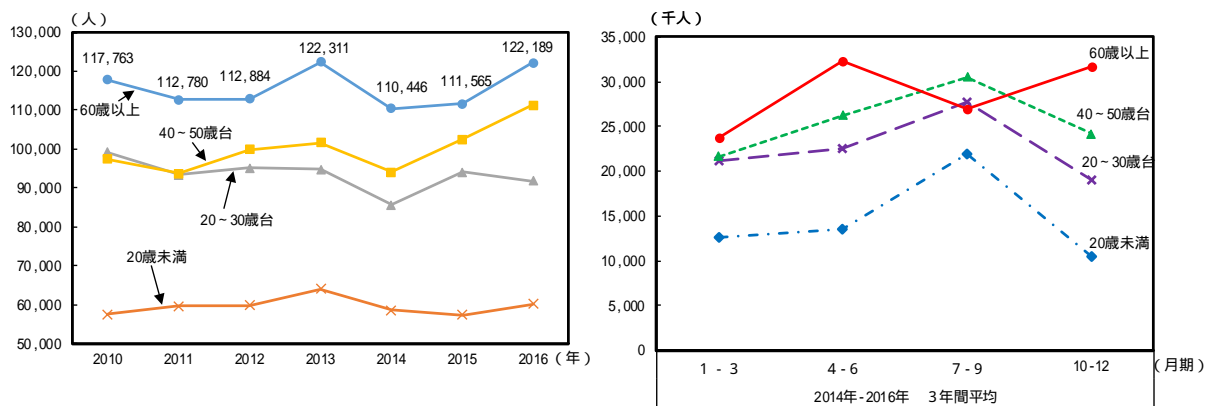 (人)
130,000
120,000
110,000
100,000
90,000
80,000
70,000
60,000
50,000
117,763
112,780
112,884
122,311
110,446
111,565
122,189
60歳以上
40~50歳台
20~30歳台
20歳未満
2010 2011 2012 2013 2014 2015 2016 (年)
(千人)
35,000
30,000
25,000
20,000
15,000
10,000
5,000
0
60歳以上
40~50歳台
20~30歳台
20歳未満
1-3 4-6 7-9 10-12 (月期)
2014年-2016年 3年間平均